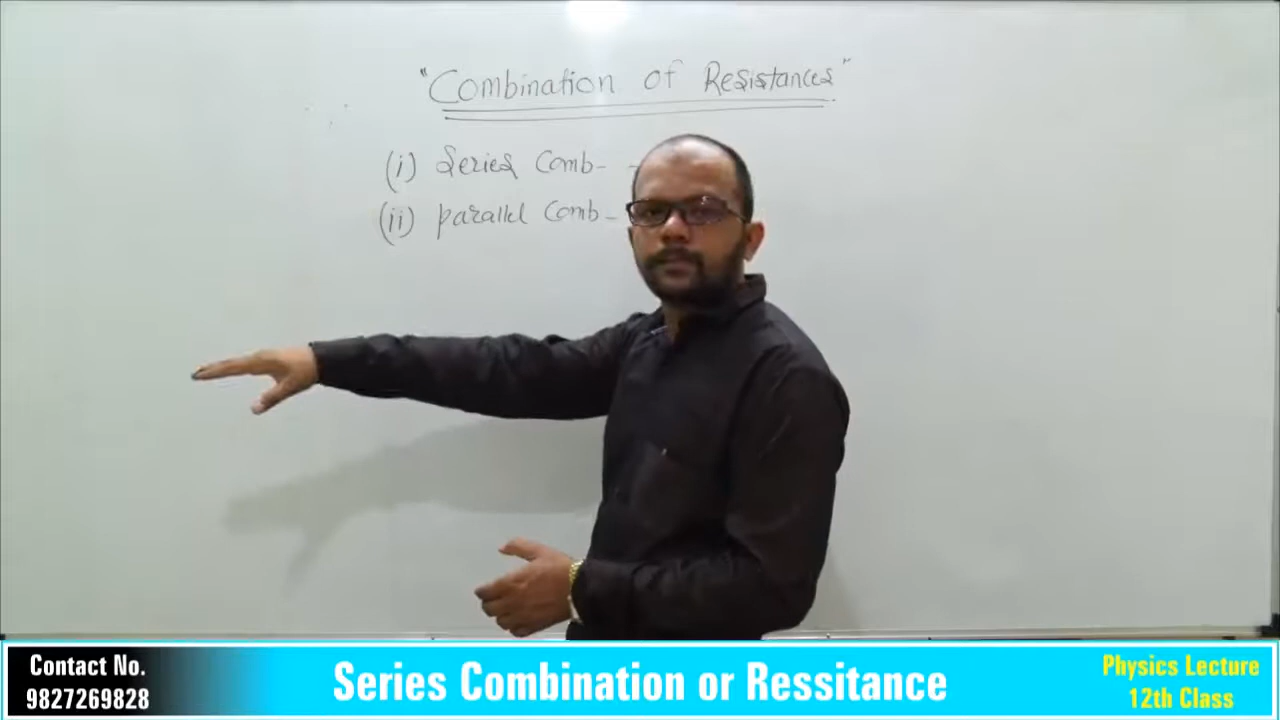 "Combination of Resistances"
(i) Series Comb-
(ii) parallel Comb-
Contact No.
9827269828
Series Combination or Ressitance
Physics Lecture
12th Class